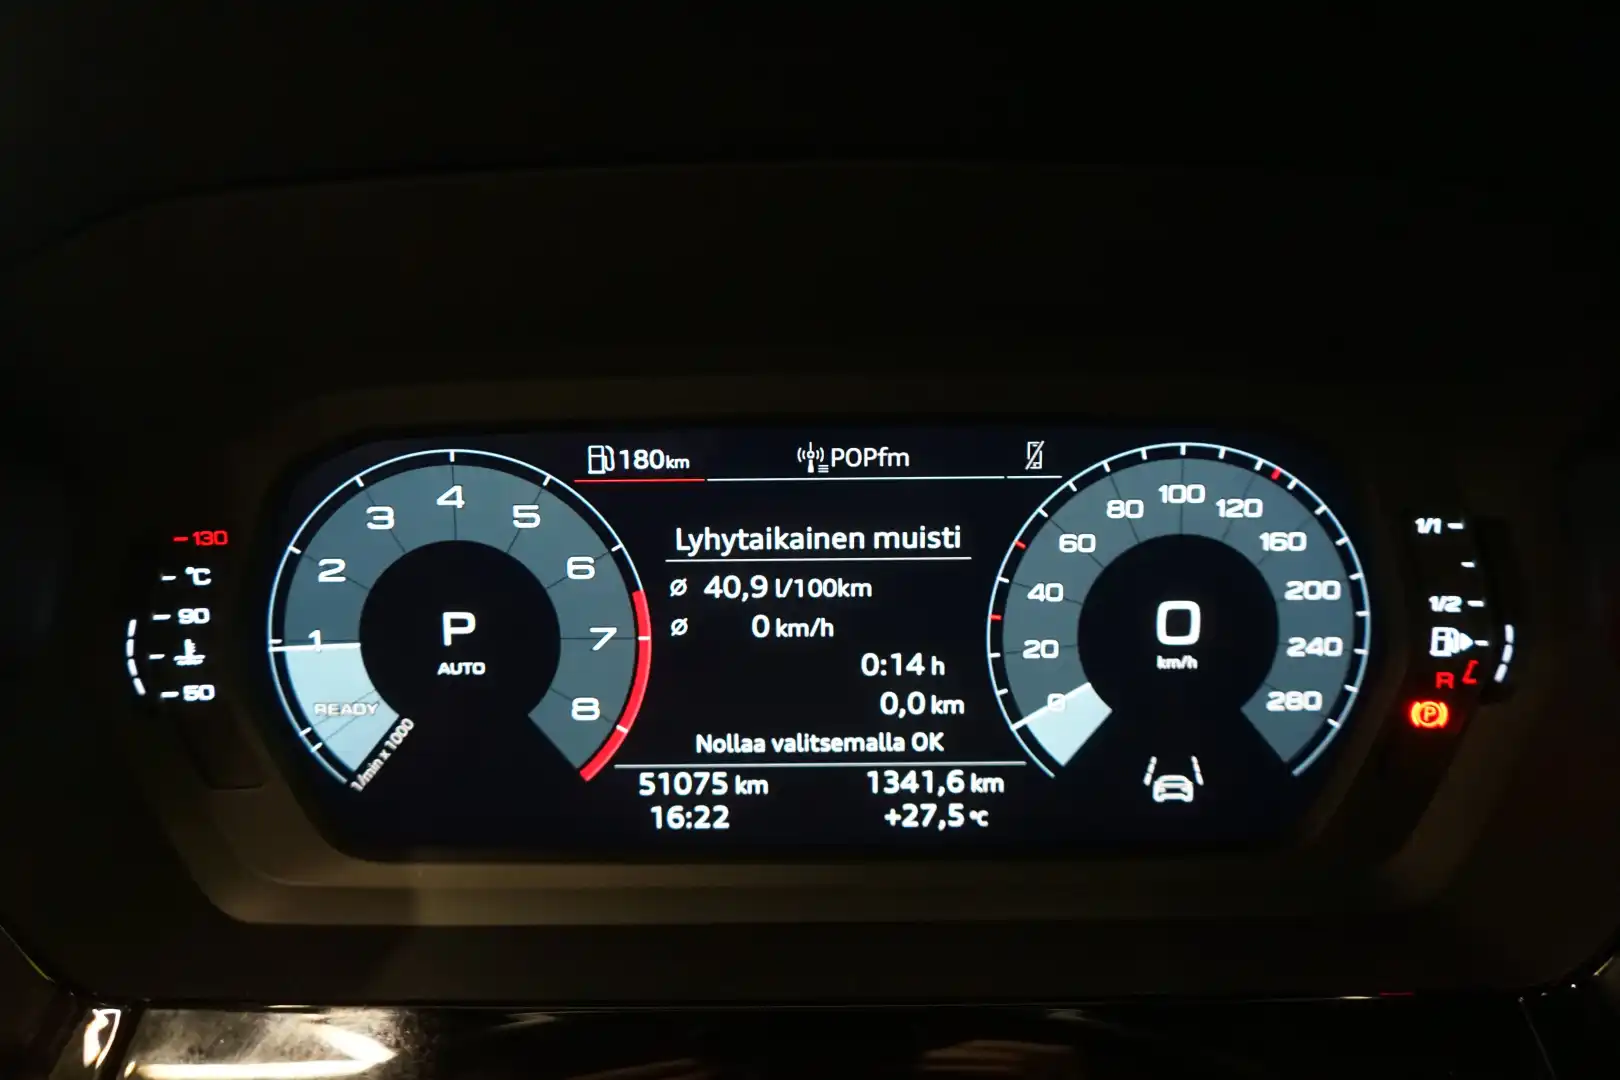 180 km
POPfm
130
°C
90
50
1
2
3
4
5
6
7
8
READY
1/min x 1000
P
AUTO
Lyhytaikainen muisti
ø 40,9 l/100km
ø 0 km/h
0:14 h
0,0 km
Nollaa valitsemalla OK
51075 km 1341,6 km
16:22 +27,5 °C
0
20
40
60
80
100
120
160
200
240
280
0
km/h
1/1
1/2
R
P